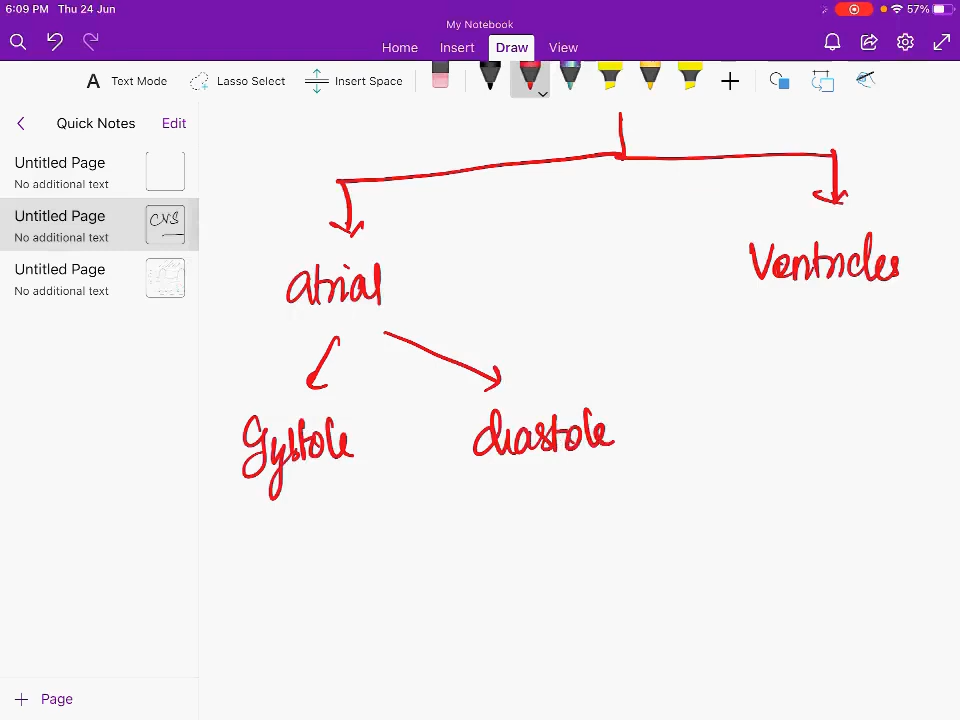 6:09 PM Thu 24 Jun
57%
My Notebook
Home Insert Draw View
Text Mode Lasso Select Insert Space
Quick Notes Edit
Untitled Page
No additional text
Untitled Page
No additional text
CNS
Untitled Page
No additional text
Page
Ventricles
atrial
Systole diastole